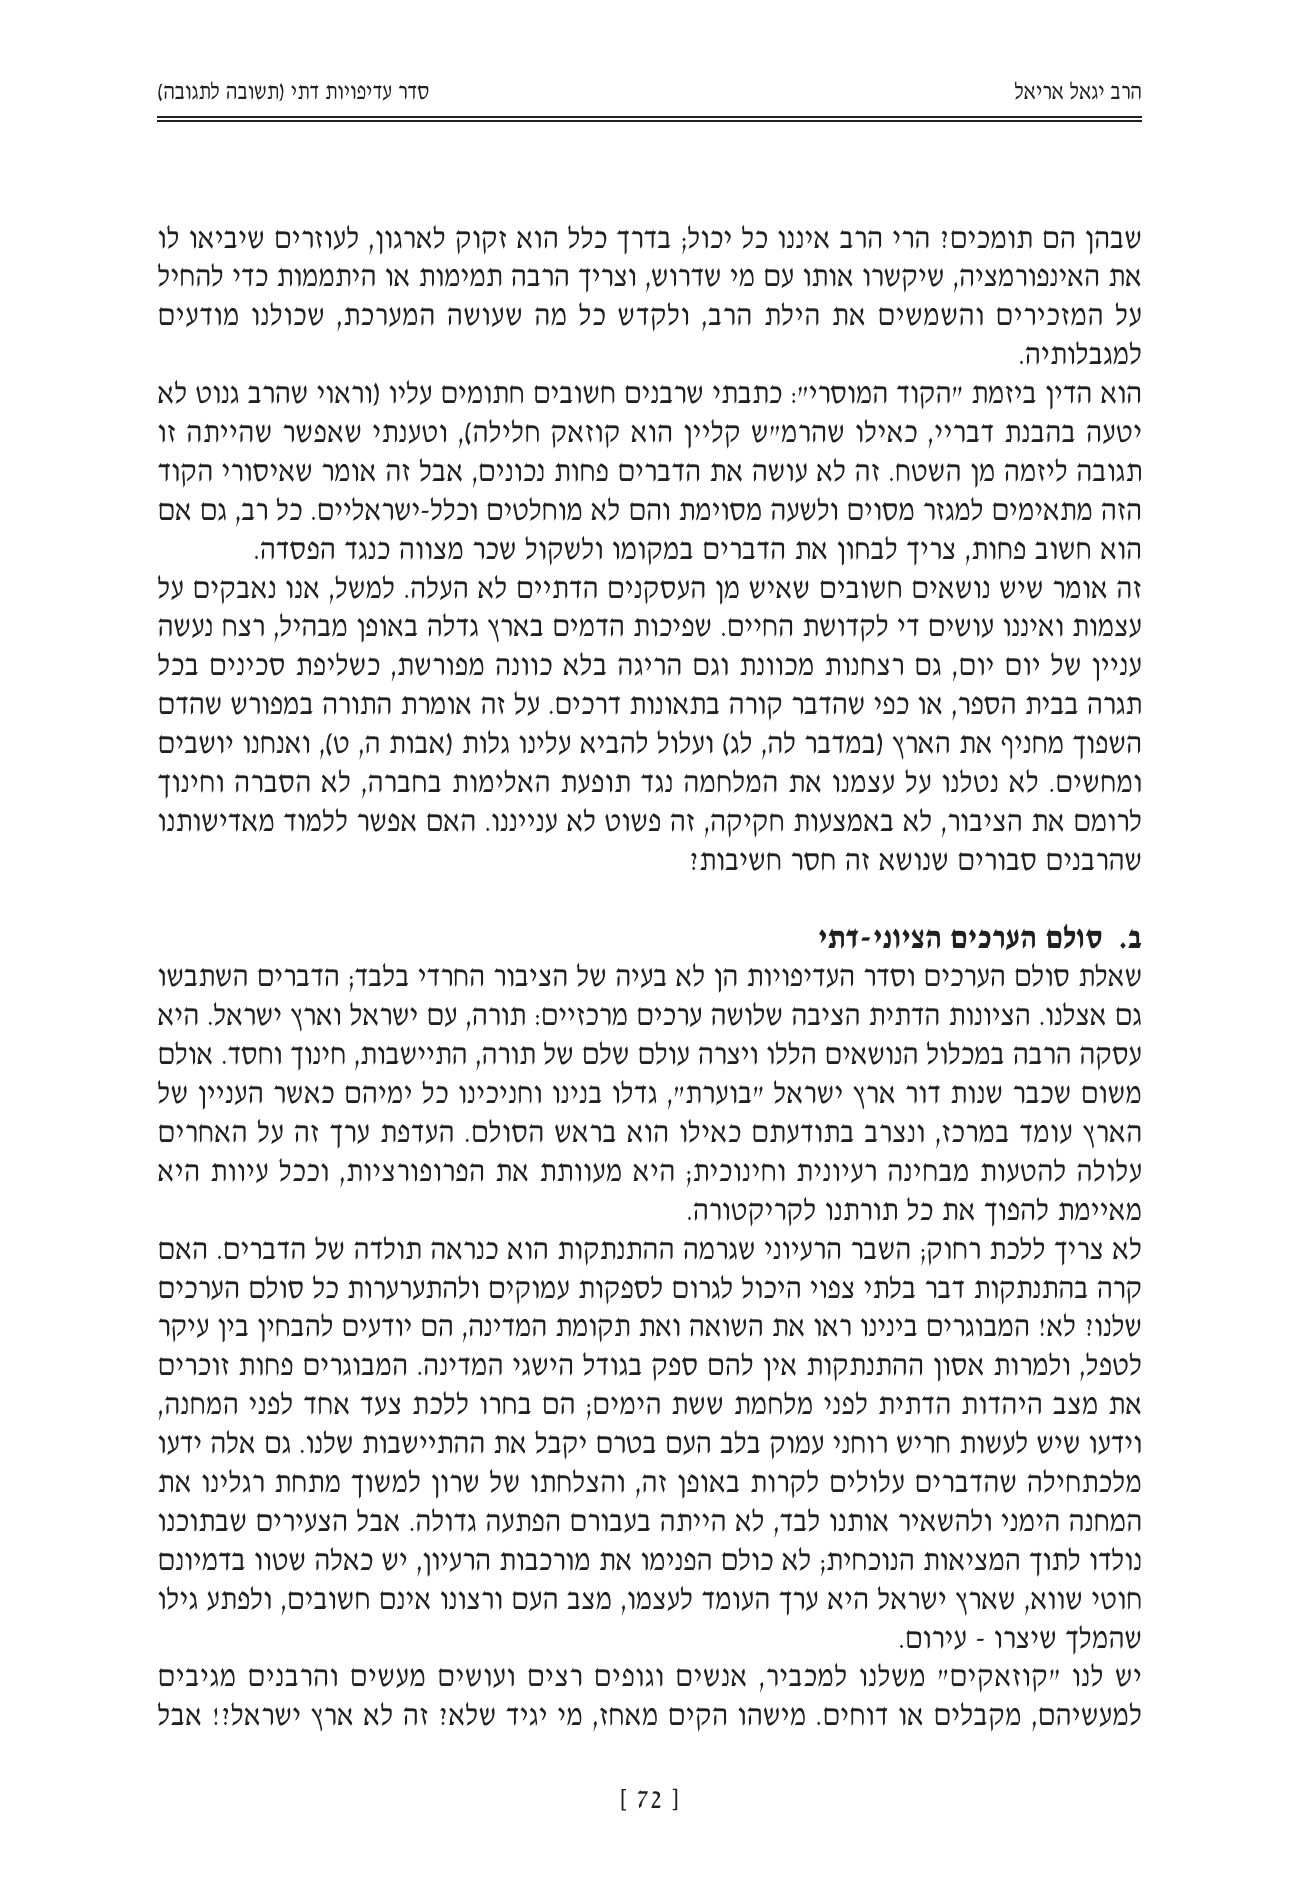 הרב יגאל אריאל
סדר עדיפויות דתי (תשובה לתגובה)
שבהן הם תומכים? הרי הרב איננו כל יכול; בדרך כלל הוא זקוק לארגון, לעוזרים שיביאו לו
את האינפורמציה, שיקשרו אותו עם מי שדרוש, וצריך הרבה תמימות או היתממות כדי להחיל
על המזכירים והשמשים את הילת הרב, ולקדש כל מה שעושה המערכת, שכולנו מודעים
למגבלותיה.
הוא הדין ביזמת ״הקוד המוסרי״: כתבתי שרבנים חשובים חתומים עליו (וראוי שהרב גנוט לא
יטעה בהבנת דבריי, כאילו שהרמ״ש קליין הוא קוזאק חלילה), וטענתי שאפשר שהייתה זו
תגובה ליזמה מן השטח. זה לא עושה את הדברים פחות נכונים, אבל זה אומר שאיסורי הקוד
הזה מתאימים למגזר מסוים ולשעה מסוימת והם לא מוחלטים וכלל-ישראליים. כל רב, גם אם
הוא חשוב פחות, צריך לבחון את הדברים במקומו ולשקול שכר מצווה כנגד הפסדה.
זה אומר שיש נושאים חשובים שאיש מן העסקנים הדתיים לא העלה. למשל, אנו נאבקים על
עצמות ואיננו עושים די לקדושת החיים. שפיכות הדמים בארץ גדלה באופן מבהיל, רצח נעשה
עניין של יום יום, גם רצחנות מכוונת וגם הריגה בלא כוונה מפורשת, כשליפת סכינים בכל
תגרה בבית הספר, או כפי שהדבר קורה בתאונות דרכים. על זה אומרת התורה במפורש שהדם
השפוך מחניף את הארץ (במדבר לה, לג) ועלול להביא עלינו גלות (אבות ה, ט), ואנחנו יושבים
ומחשים. לא נטלנו על עצמנו את המלחמה נגד תופעת האלימות בחברה, לא הסברה וחינוך
לרומם את הציבור, לא באמצעות חקיקה, זה פשוט לא ענייננו. האם אפשר ללמוד מאדישותנו
שהרבנים סבורים שנושא זה חסר חשיבות?
ב. סולם הערכים הציוני-דתי
שאלת סולם הערכים וסדר העדיפויות הן לא בעיה של הציבור החרדי בלבד; הדברים השתבשו
גם אצלנו. הציונות הדתית הציבה שלושה ערכים מרכזיים: תורה, עם ישראל וארץ ישראל. היא
עסקה הרבה במכלול הנושאים הללו ויצרה עולם שלם של תורה, התיישבות, חינוך וחסד. אולם
משום שכבר שנות דור ארץ ישראל ״בוערת״, גדלו בנינו וחניכינו כל ימיהם כאשר העניין של
הארץ עומד במרכז, ונצרב בתודעתם כאילו הוא בראש הסולם. העדפת ערך זה על האחרים
עלולה להטעות מבחינה רעיונית וחינוכית; היא מעוותת את הפרופורציות, וככל עיוות היא
מאיימת להפוך את כל תורתנו לקריקטורה.
לא צריך ללכת רחוק; השבר הרעיוני שגרמה ההתנתקות הוא כנראה תולדה של הדברים. האם
קרה בהתנתקות דבר בלתי צפוי היכול לגרום לספקות עמוקים ולהתערערות כל סולם הערכים
שלנו? לא! המבוגרים בינינו ראו את השואה ואת תקומת המדינה, הם יודעים להבחין בין עיקר
לטפל, ולמרות אסון ההתנתקות אין להם ספק בגודל הישגי המדינה. המבוגרים פחות זוכרים
את מצב היהדות הדתית לפני מלחמת ששת הימים; הם בחרו ללכת צעד אחד לפני המחנה,
וידעו שיש לעשות חריש רוחני עמוק בלב העם בטרם יקבל את ההתיישבות שלנו. גם אלה ידעו
מלכתחילה שהדברים עלולים לקרות באופן זה, והצלחתו של שרון למשוך מתחת רגלינו את
המחנה הימני ולהשאיר אותנו לבד, לא הייתה בעבורם הפתעה גדולה. אבל הצעירים שבתוכנו
נולדו לתוך המציאות הנוכחית; לא כולם הפנימו את מורכבות הרעיון, יש כאלה שטוו בדמיונם
חוטי שווא, שארץ ישראל היא ערך העומד לעצמו, מצב העם ורצונו אינם חשובים, ולפתע גילו
שהמלך שיצרו - עירום.
יש לנו ״קוזאקים״ משלנו למכביר, אנשים וגופים רצים ועושים מעשים והרבנים מגיבים
למעשיהם, מקבלים או דוחים. מישהו הקים מאחז, מי יגיד שלא? זה לא ארץ ישראל?! אבל
[ 72 ]